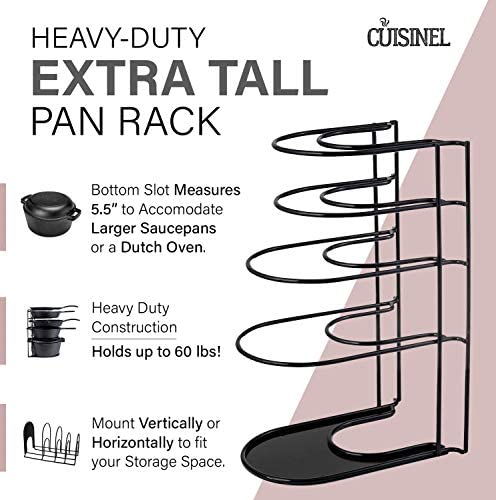 HEAVY-DUTY
EXTRA TALL
PAN RACK
CUISINEL
Bottom Slot Measures
5.5" to Accomodate
Larger Saucepans
or a Dutch Oven.
Heavy Duty
Construction
Holds up to 60 lbs!
Mount Vertically or
Horizontally to fit
your Storage Space.